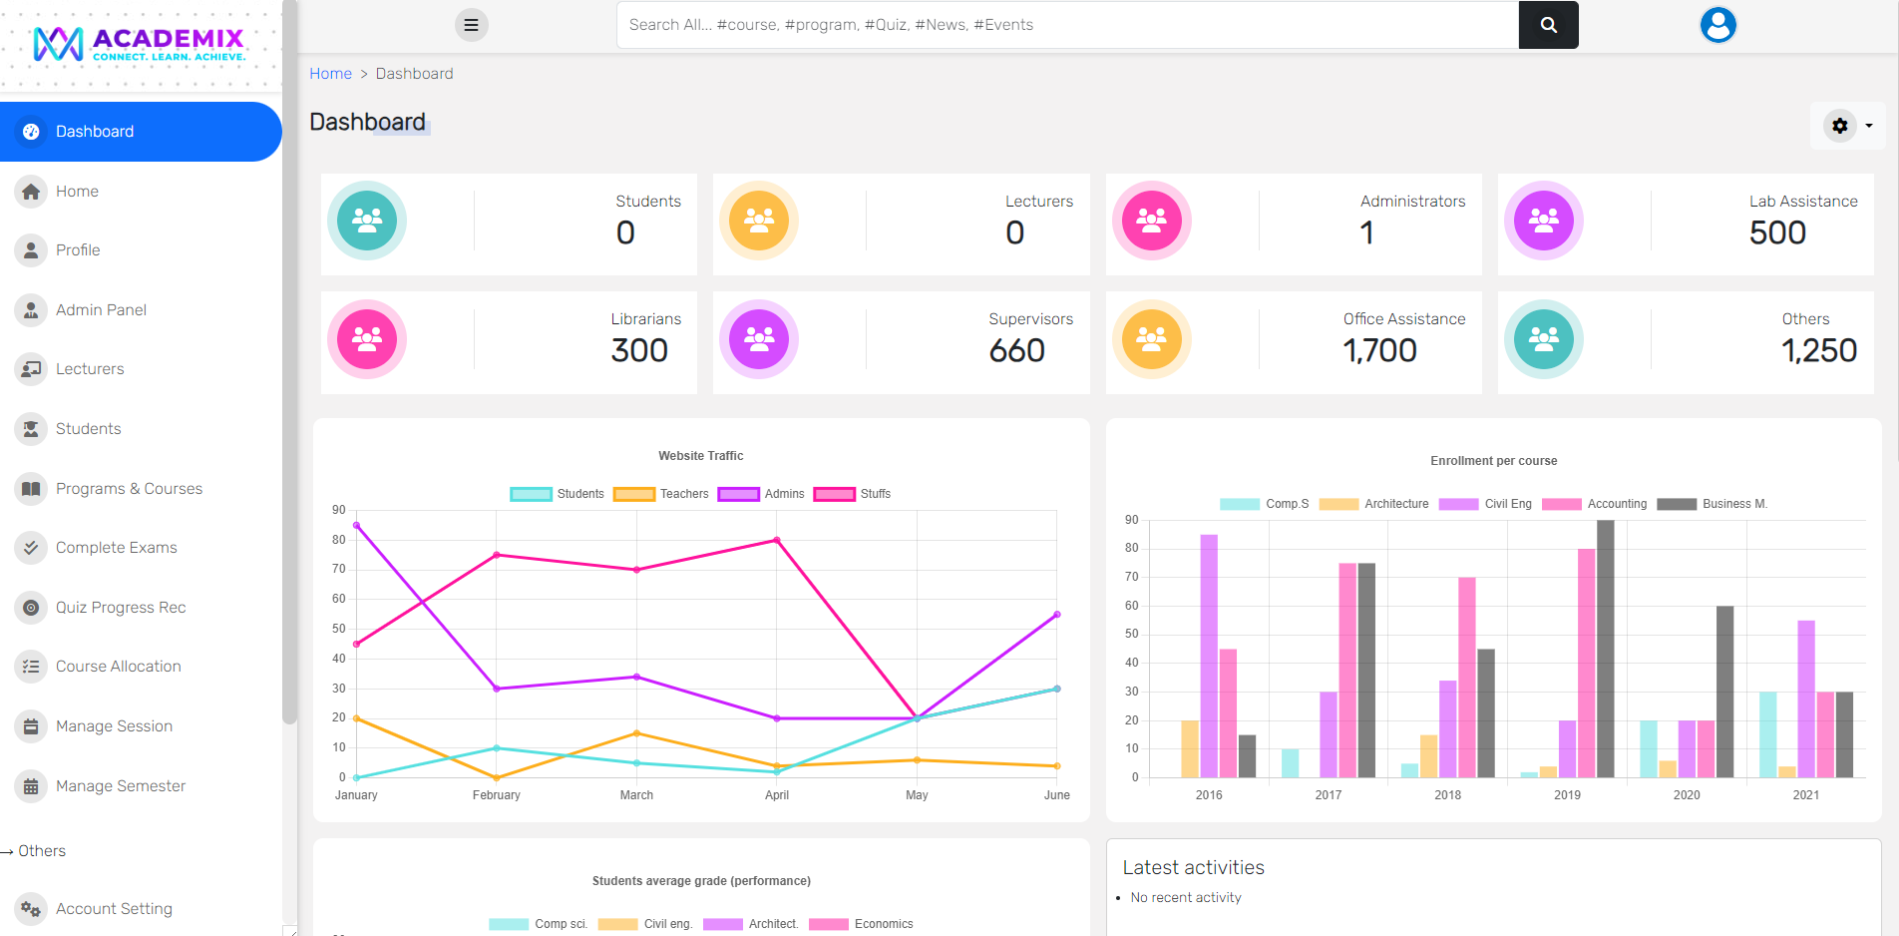 ACADEMIX
CONNECT. LEARN. ACHIEVE.
Search All... #course, #program, #Quiz, #News, #Events
Home > Dashboard
Dashboard
Dashboard
Home
Profile
Admin Panel
Lecturers
Students
Programs & Courses
Complete Exams
Quiz Progress Rec
Course Allocation
Manage Session
Manage Semester
→ Others
Account Setting
Students
0
Lecturers
0
Administrators
1
Lab Assistance
500
Librarians
300
Supervisors
660
Office Assistance
1,700
Others
1,250
Website Traffic
Students Teachers Admins Stuffs
90
80
70
60
50
40
30
20
10
0
January February March April May June
Enrollment per course
Comp.S Architecture Civil Eng Accounting Business M.
90
80
70
60
50
40
30
20
10
0
2016 2017 2018 2019 2020 2021
Students average grade (performance)
Comp sci. Civil eng. Architect. Economics
Latest activities
• No recent activity